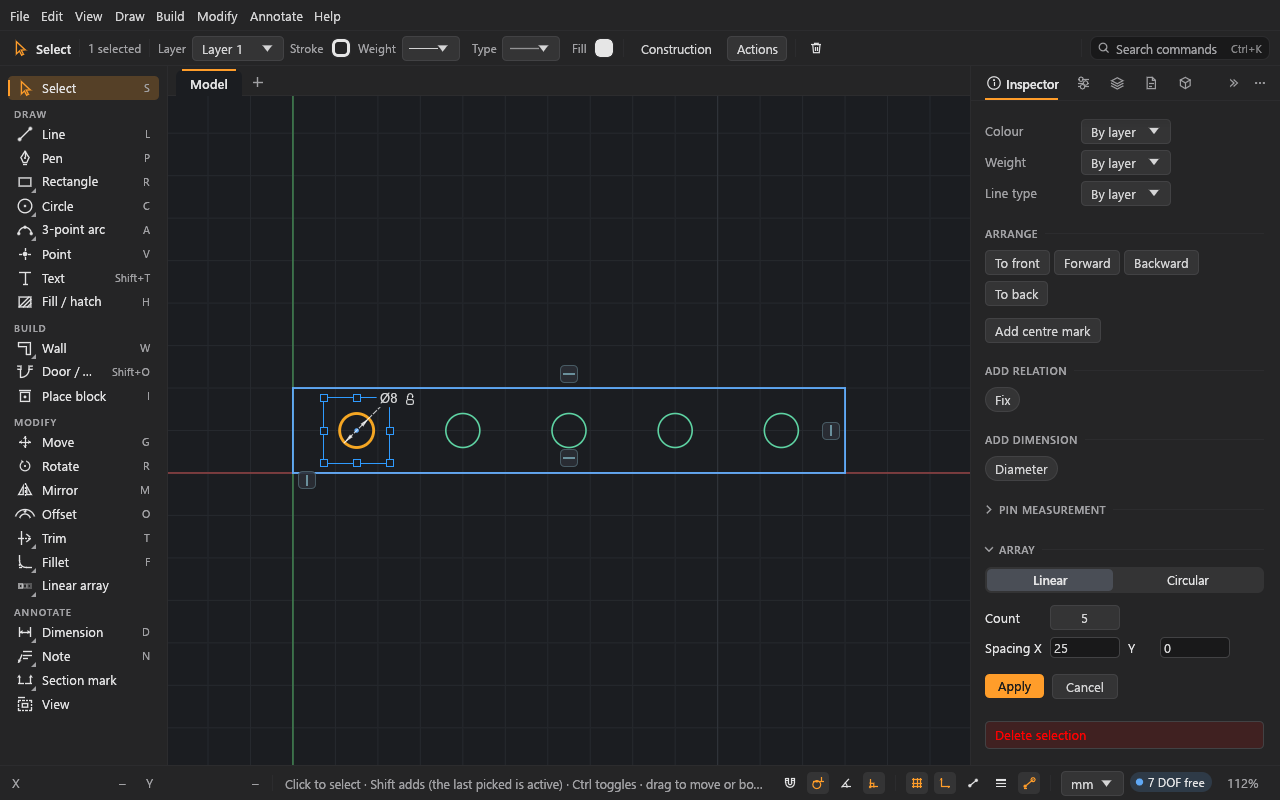 File Edit View Draw Build Modify Annotate Help
Select 1 selected Layer Layer 1 Stroke Weight Type Fill Construction Actions Search commands Ctrl+K
Select S
DRAW
Line L
Pen P
Rectangle R
Circle C
3-point arc A
Point V
Text Shift+T
Fill / hatch H
BUILD
Wall W
Door / ... Shift+O
Place block I
MODIFY
Move G
Rotate R
Mirror M
Offset O
Trim T
Fillet F
Linear array
ANNOTATE
Dimension D
Note N
Section mark
View
Model +
Ø8
Inspector
Colour By layer
Weight By layer
Line type By layer
ARRANGE
To front Forward Backward
To back
Add centre mark
ADD RELATION
Fix
ADD DIMENSION
Diameter
PIN MEASUREMENT
ARRAY
Linear Circular
Count 5
Spacing X 25 Y 0
Apply Cancel
Delete selection
X – Y – Click to select · Shift adds (the last picked is active) · Ctrl toggles · drag to move or bo... mm 7 DOF free 112%